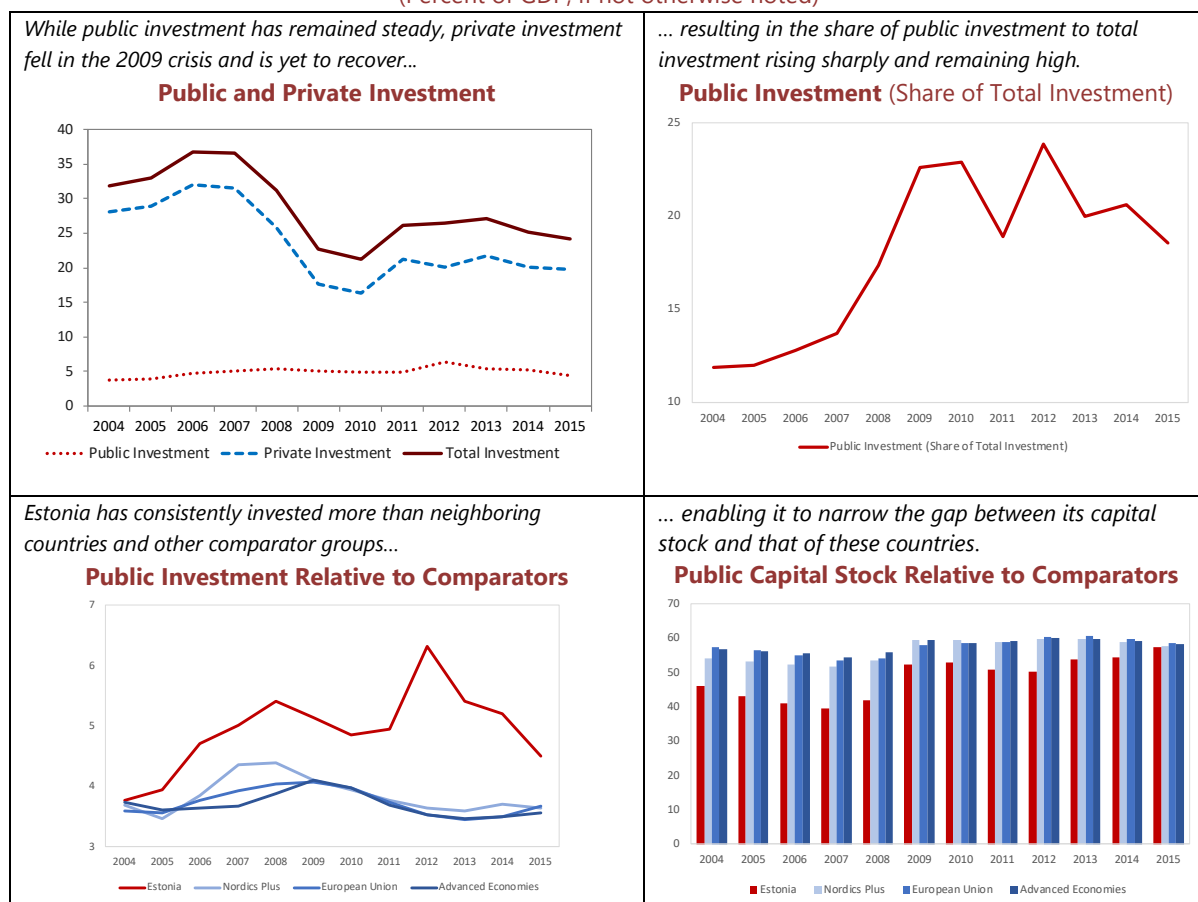 (Percent of GDP, if not otherwise noted)
While public investment has remained steady, private investment
fell in the 2009 crisis and is yet to recover...
Public and Private Investment
40
35
30
25
20
15
10
5
0
2004 2005 2006 2007 2008 2009 2010 2011 2012 2013 2014 2015
Public Investment Private Investment Total Investment
... resulting in the share of public investment to total
investment rising sharply and remaining high.
Public Investment (Share of Total Investment)
25
20
15
10
2004 2005 2006 2007 2008 2009 2010 2011 2012 2013 2014 2015
Public Investment (Share of Total Investment)
Estonia has consistently invested more than neighboring
countries and other comparator groups...
Public Investment Relative to Comparators
7
6
5
4
3
2004 2005 2006 2007 2008 2009 2010 2011 2012 2013 2014 2015
Estonia Nordics Plus European Union Advanced Economies
... enabling it to narrow the gap between its capital
stock and that of these countries.
Public Capital Stock Relative to Comparators
70
60
50
40
30
20
10
0
2004 2005 2006 2007 2008 2009 2010 2011 2012 2013 2014 2015
Estonia Nordics Plus European Union Advanced Economies